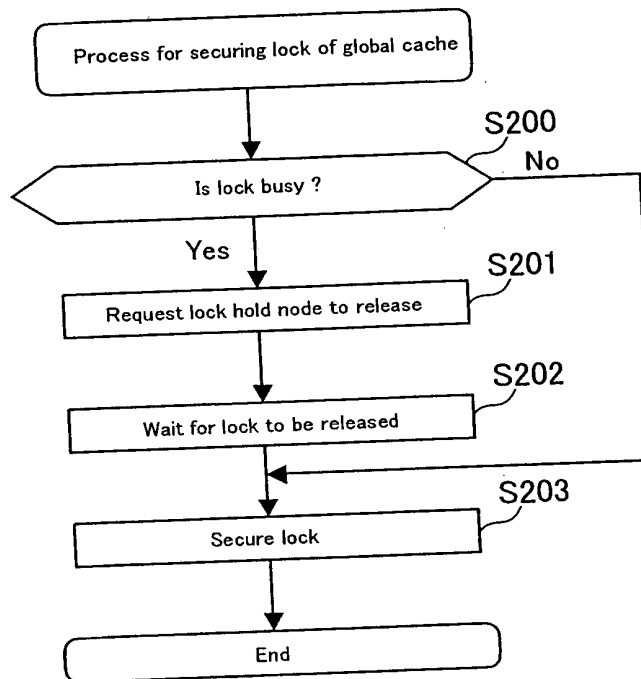 Process for securing lock of global cache
S200
Is lock busy ?
No
Yes
S201
Request lock hold node to release
S202
Wait for lock to be released
S203
Secure lock
End